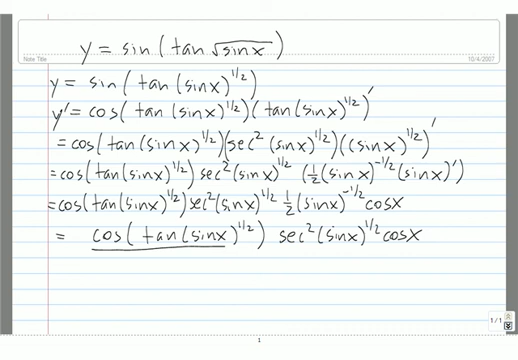 y = sin(tan √sinx)
Note Title
10/4/2007
y = sin(tan(sinx)^1/2)
y' = cos(tan(sinx)^1/2)(tan(sinx)^1/2)'
= cos(tan(sinx)^1/2)(sec²(sinx)^1/2)((sinx)^1/2)'
= cos(tan(sinx)^1/2) sec²(sinx)^1/2 (1/2(sinx)^-1/2(sinx)')
= cos(tan(sinx)^1/2) sec²(sinx)^1/2 1/2(sinx)^-1/2 cosx
= cos(tan(sinx)^1/2) sec²(sinx)^1/2 cosx
1 / 1
1